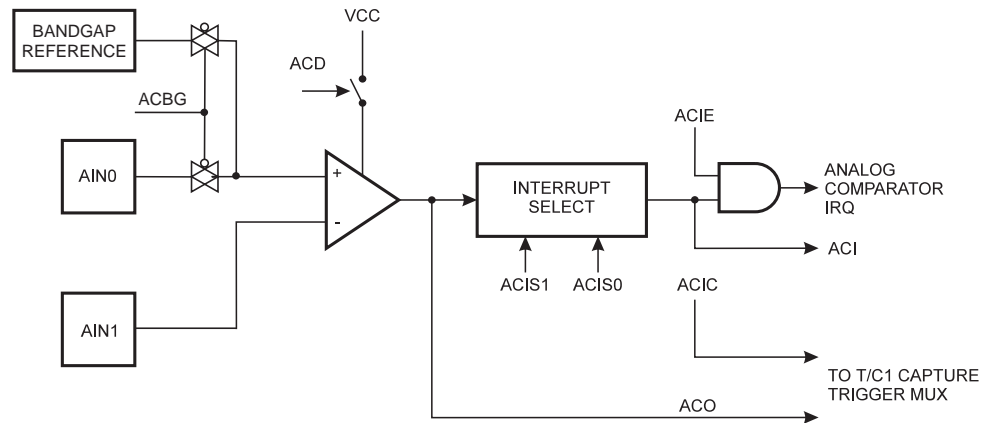 BANDGAP
REFERENCE
VCC
ACD
ACBG
ACIE
AIN0
+
-
INTERRUPT
SELECT
ANALOG
COMPARATOR
IRQ
ACI
ACIS1
ACIS0
ACIC
AIN1
TO T/C1 CAPTURE
TRIGGER MUX
ACO